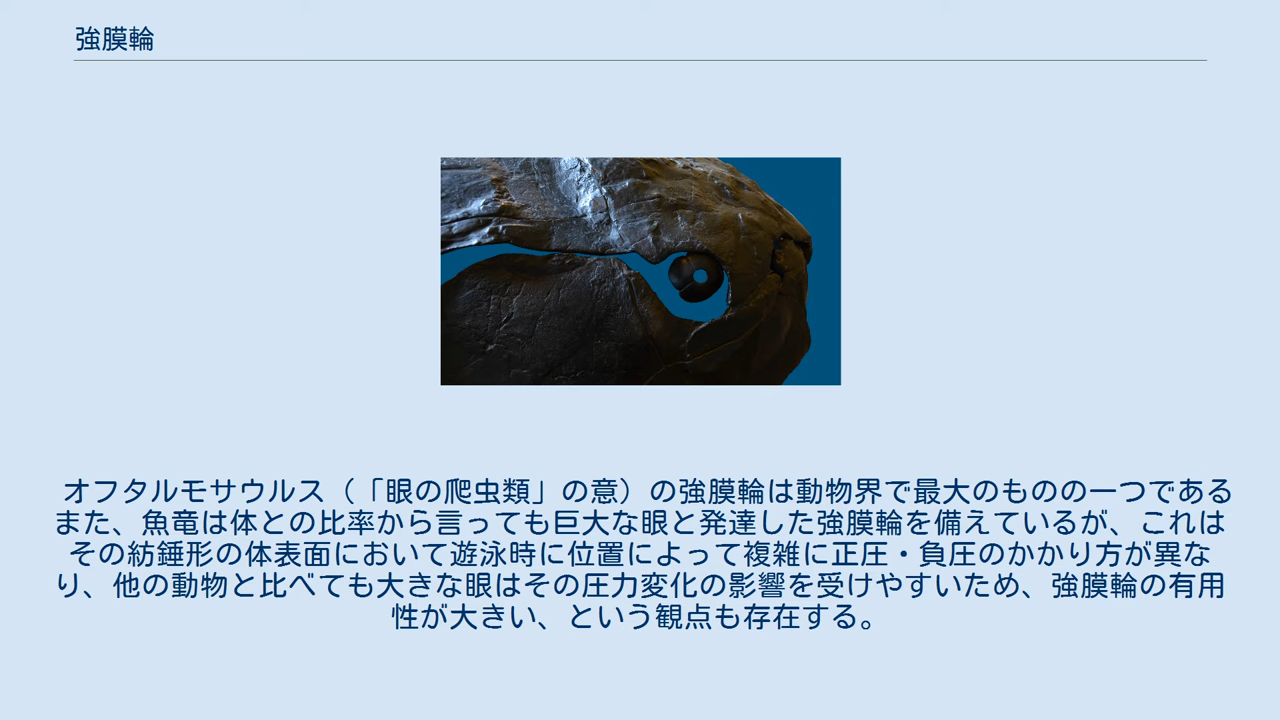 強膜輪
オフタルモサウルス（「眼の爬虫類」の意）の強膜輪は動物界で最大のものの一つである
また、魚竜は体との比率から言っても巨大な眼と発達した強膜輪を備えているが、これは
その紡錘形の体表面において遊泳時に位置によって複雑に正圧・負圧のかかり方が異な
り、他の動物と比べても大きな眼はその圧力変化の影響を受けやすいため、強膜輪の有用
性が大きい、という観点も存在する。